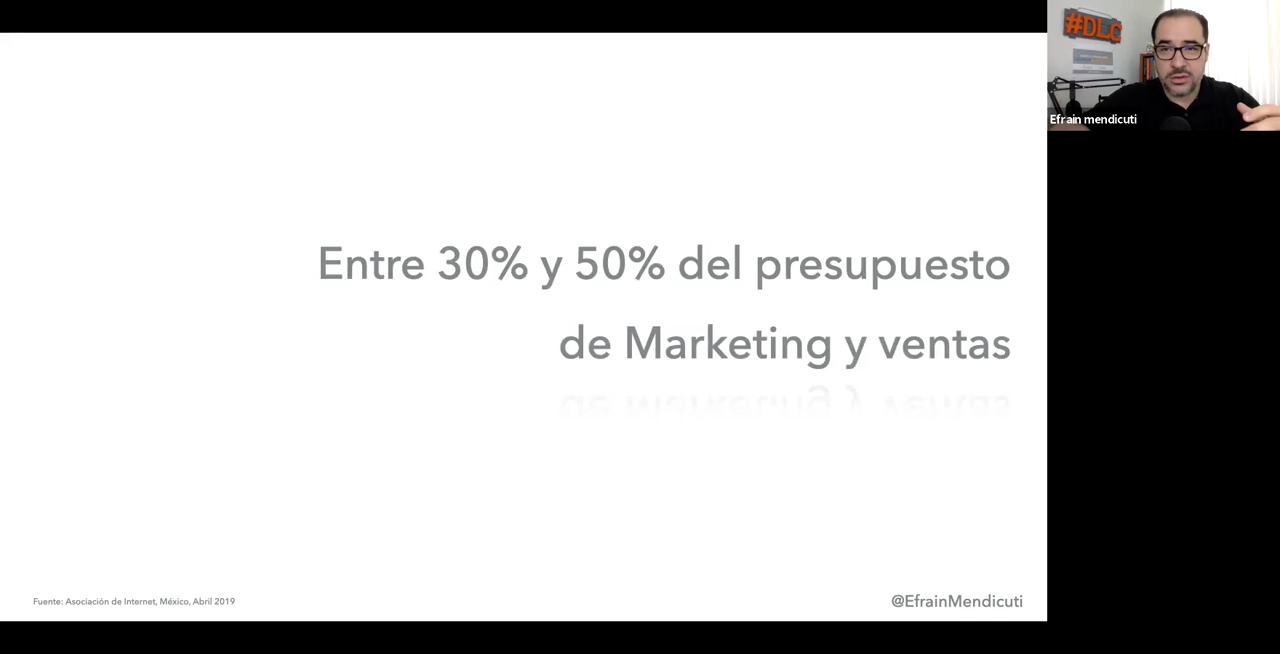 #DLC
Efrain mendicuti
Entre 30% y 50% del presupuesto
de Marketing y ventas
Fuente: Asociación de Internet, México, Abril 2019
@EfrainMendicuti